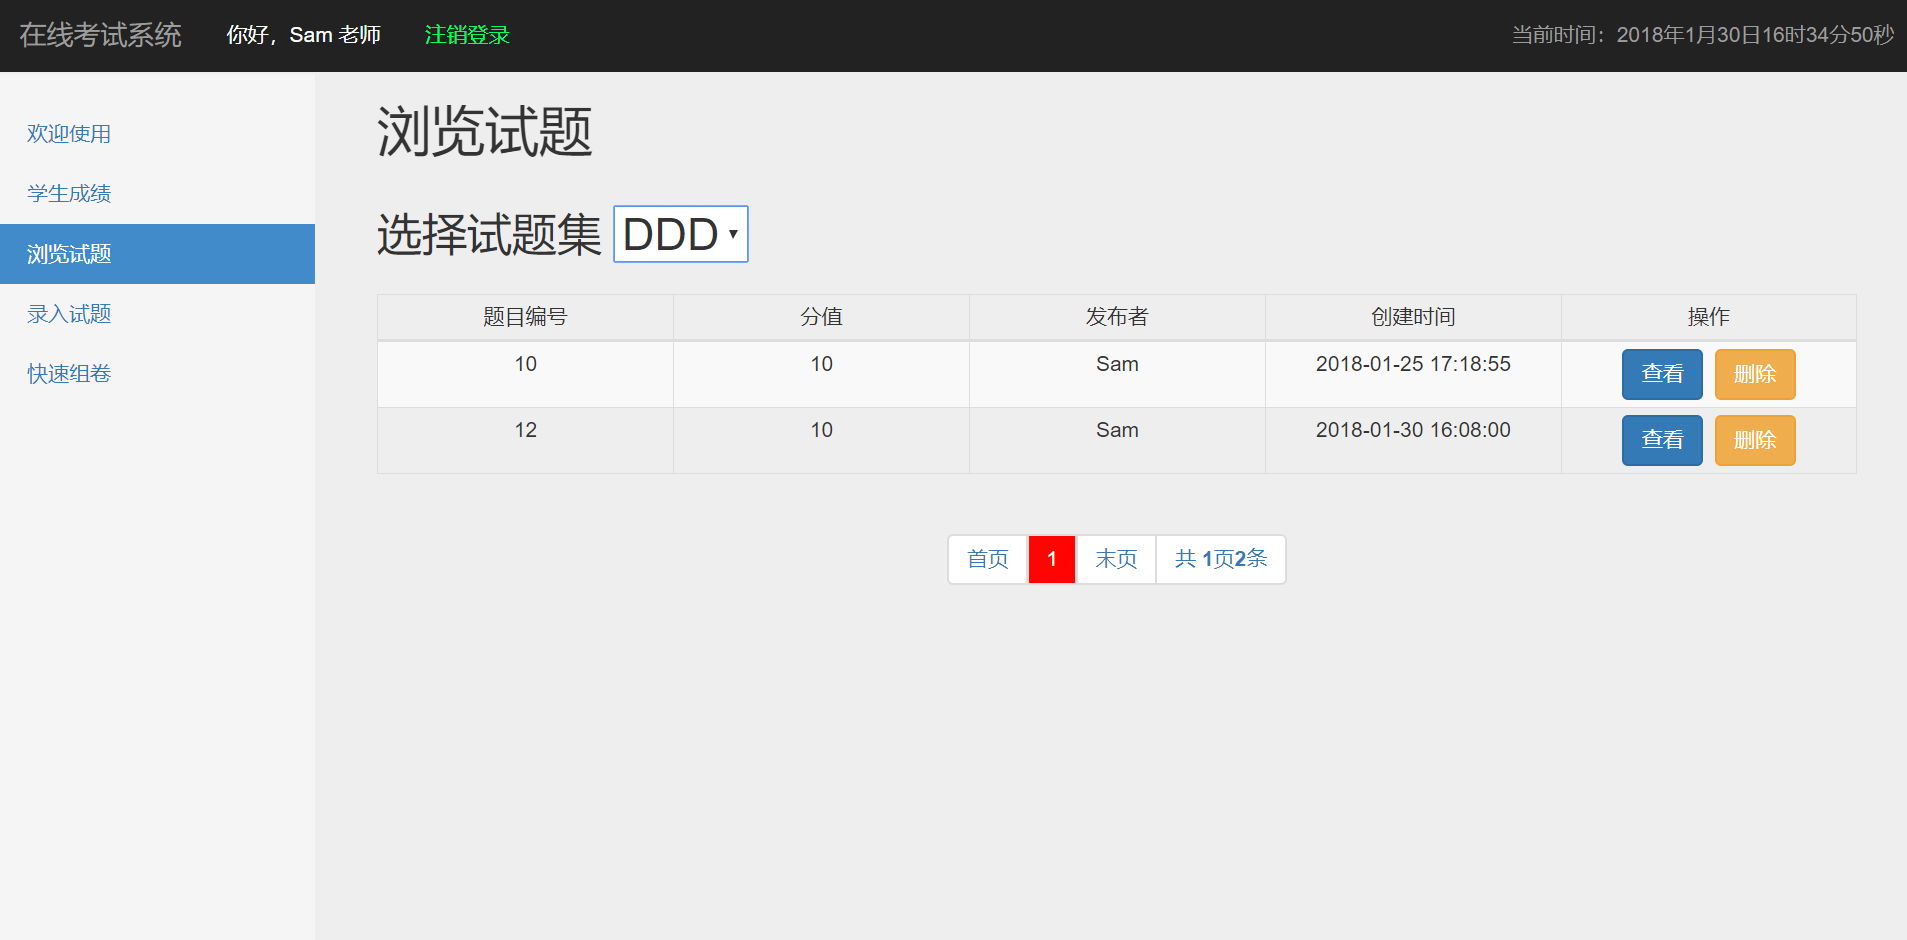 在线考试系统 你好，Sam 老师 注销登录 当前时间：2018年1月30日16时34分50秒
欢迎使用
学生成绩
浏览试题
录入试题
快速组卷
浏览试题
选择试题集 DDD
题目编号 分值 发布者 创建时间 操作
10 10 Sam 2018-01-25 17:18:55 查看 删除
12 10 Sam 2018-01-30 16:08:00 查看 删除
首页 1 末页 共 1页2条